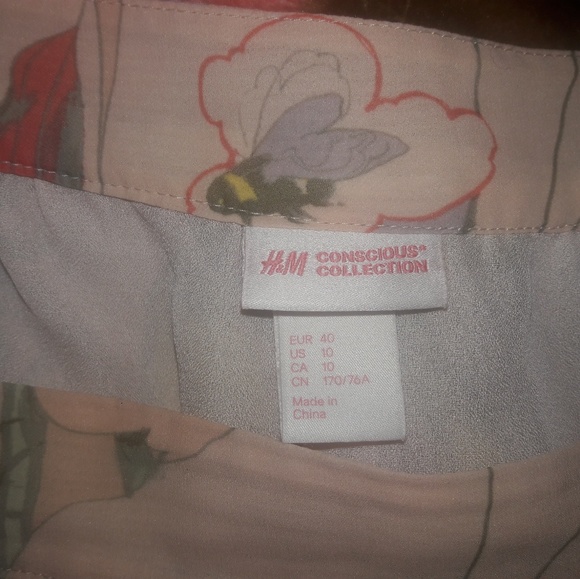 H&M CONSCIOUS*
COLLECTION
EUR 40
US 10
CA 10
CN 170/76A
Made in
China